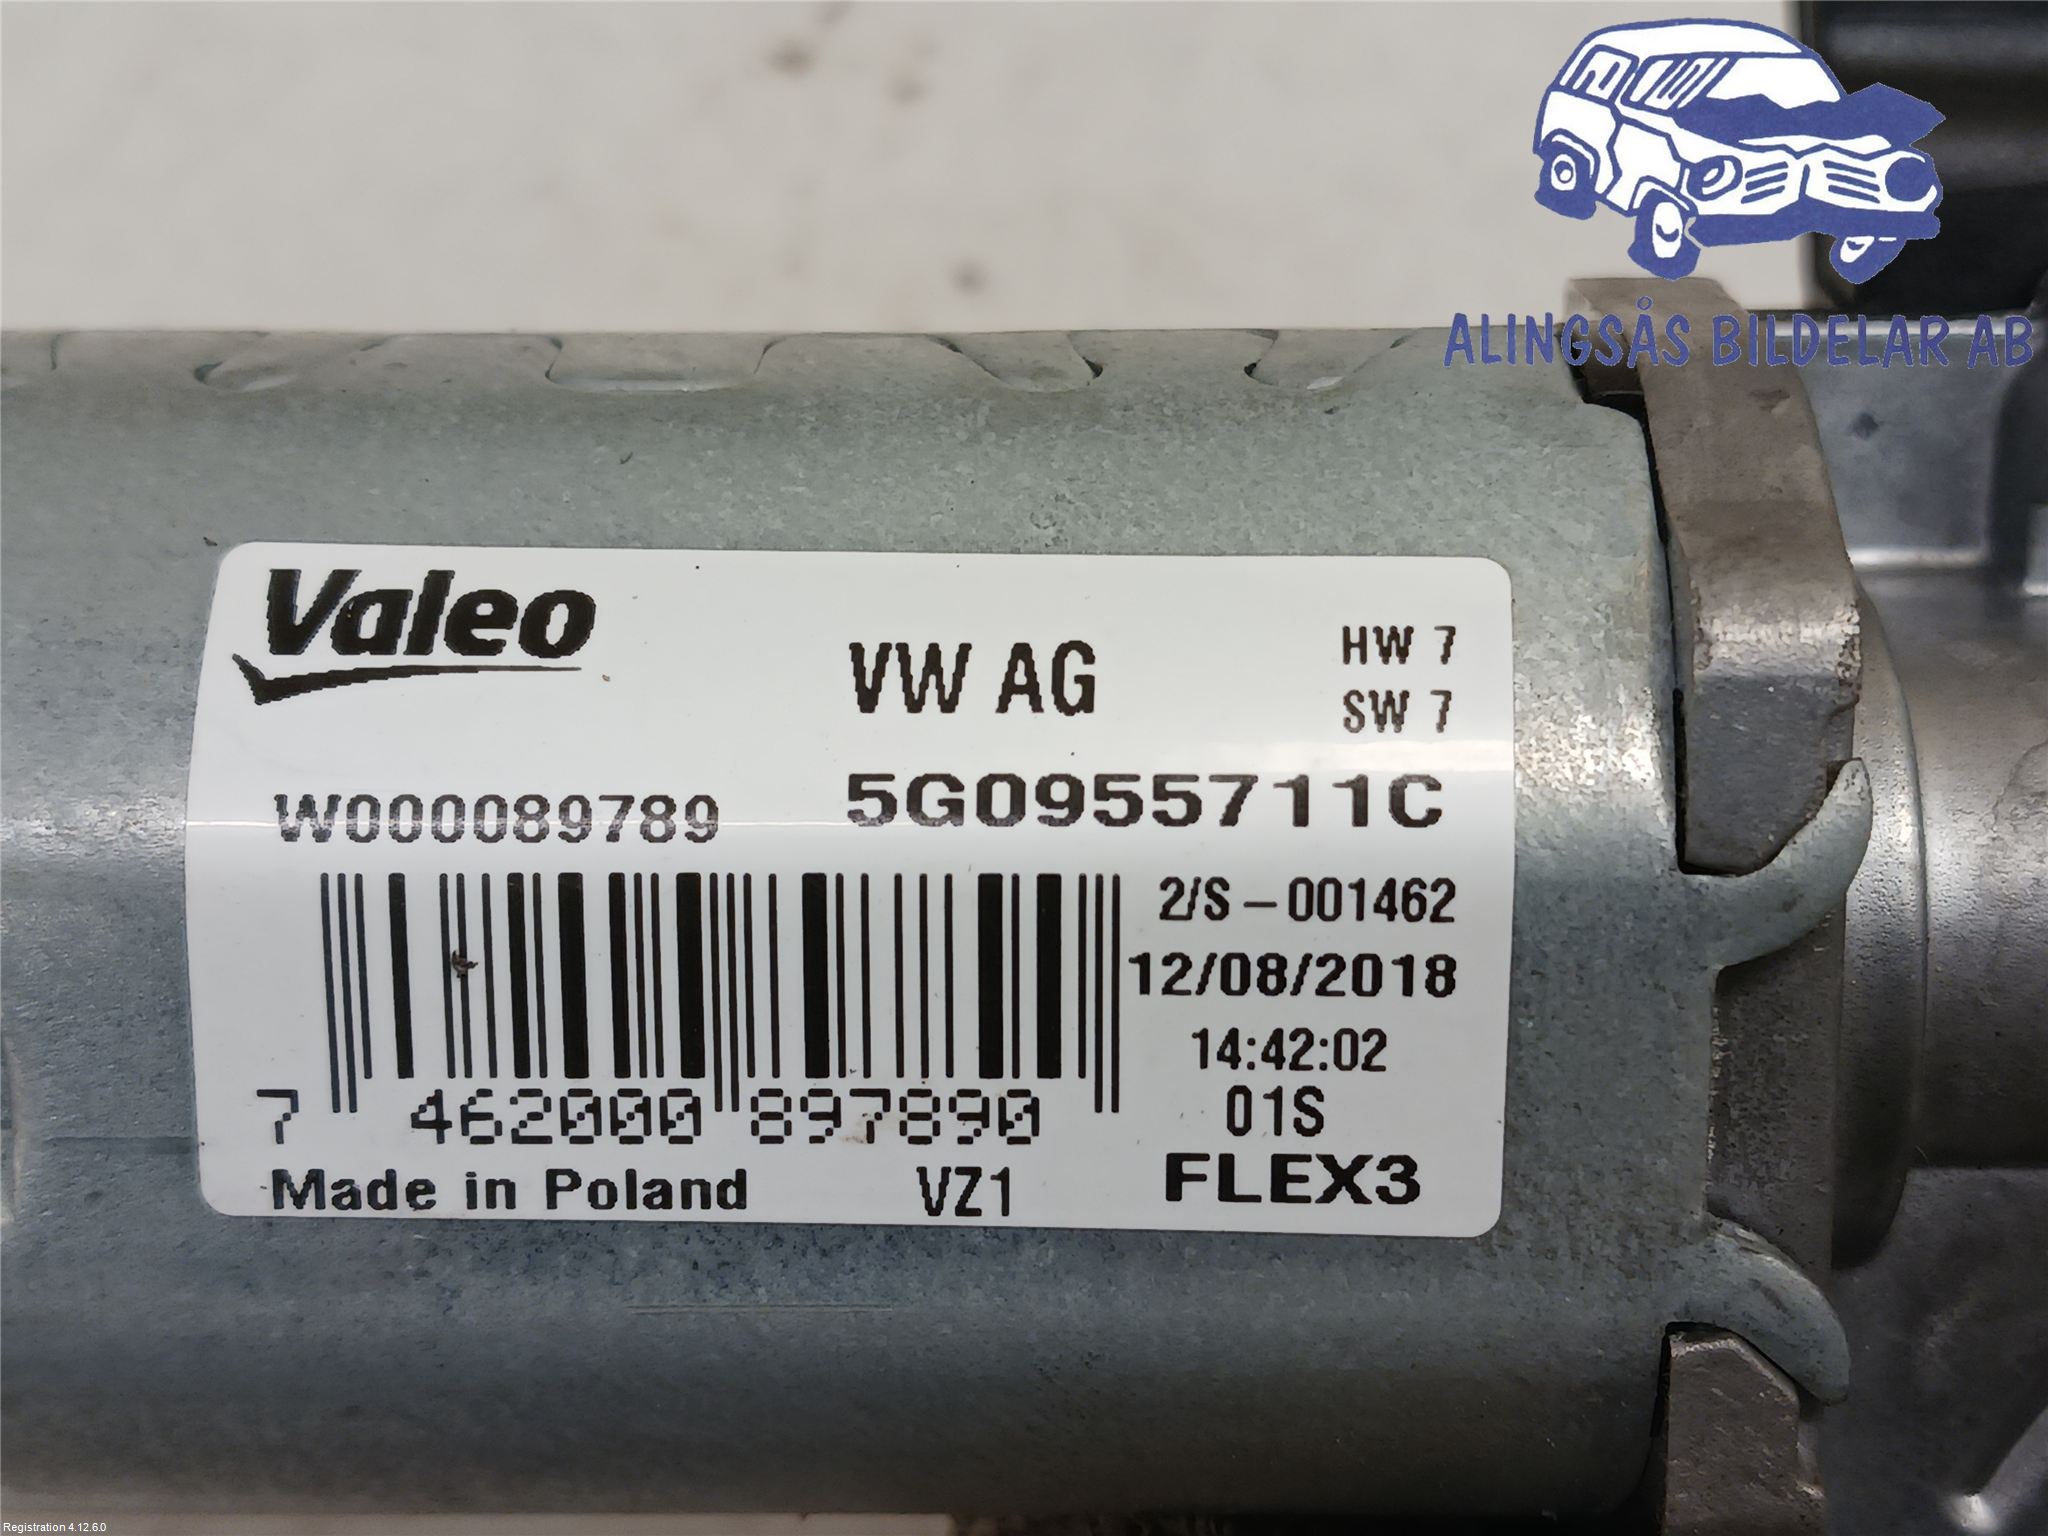 ALINGSÅS BILDELAR AB
Valeo
VW AG
HW 7
SW 7
W000089789
5G0955711C
2/S-001462
12/08/2018
14:42:02
01S
7 462000 897890
Made in Poland
VZ1
FLEX3
Registration 4.12.6.0